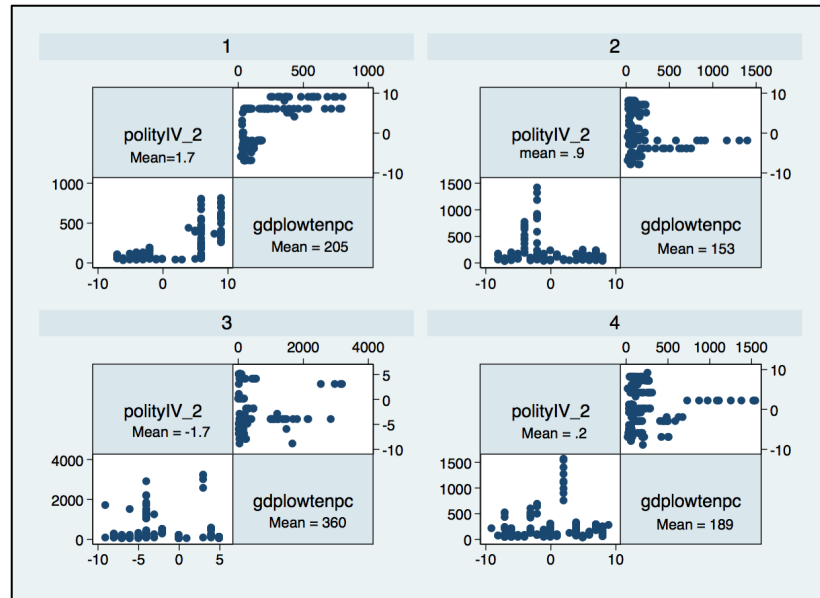 1
2
0 500 1000
0 500 1000 1500
polityIV_2
Mean=1.7
10
0
-10
polityIV_2
mean = .9
10
0
-10
1000
500
0
gdplowtenpc
Mean = 205
1500
1000
500
0
gdplowtenpc
Mean = 153
-10 0 10
-10 0 10
3
4
0 2000 4000
0 500 1000 1500
polityIV_2
Mean = -1.7
5
0
-5
-10
polityIV_2
Mean = .2
10
0
-10
4000
2000
0
gdplowtenpc
Mean = 360
1500
1000
500
0
gdplowtenpc
Mean = 189
-10 -5 0 5
-10 0 10